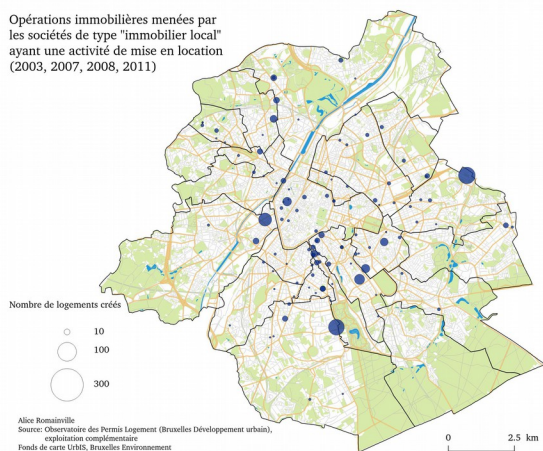 Opérations immobilières menées par
les sociétés de type "immobilier local"
ayant une activité de mise en location
(2003, 2007, 2008, 2011)
Nombre de logements créés
10
100
300
Alice Romainville
Source: Observatoire des Permis Logement (Bruxelles Développement urbain),
exploitation complémentaire
Fonds de carte UrbIS, Bruxelles Environnement
0 2.5 km